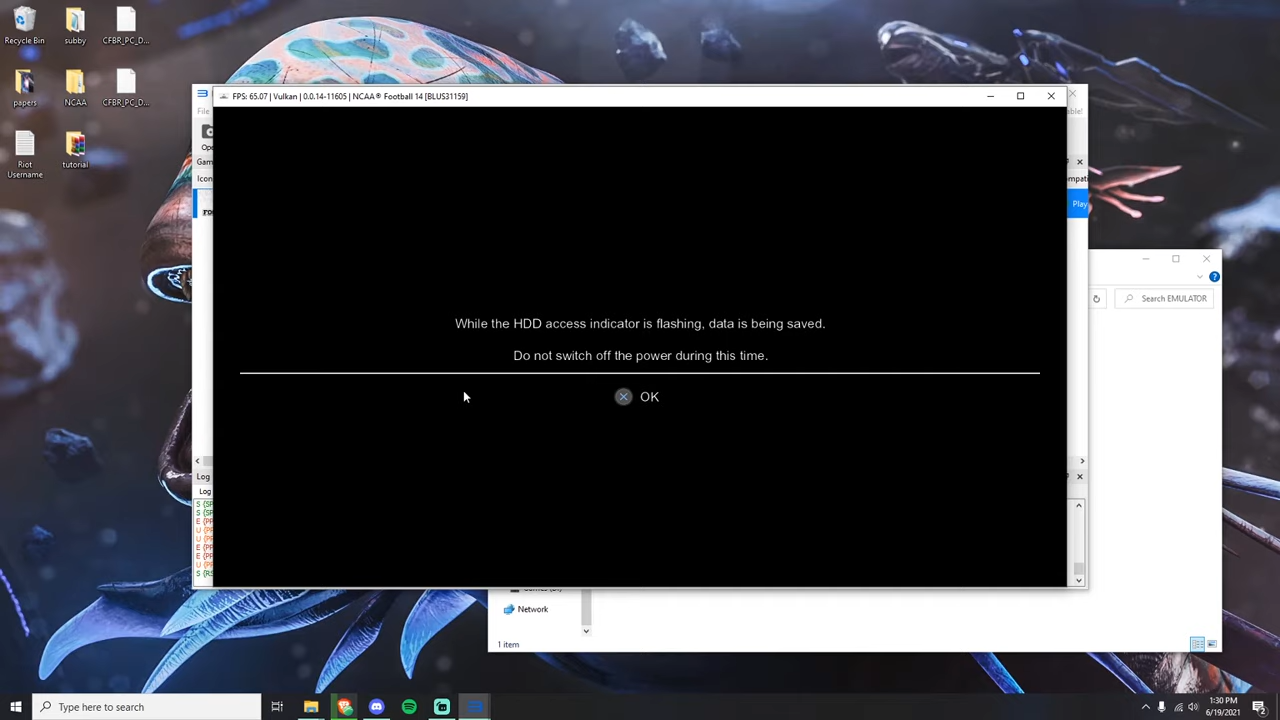 Recycle Bin
subby
CFBR_PC_D...
papers
NCAA
CFBR_PC_D...
Riot
Username
tutorial
FPS: 65.07 | Vulkan | 0.0.14-11605 | NCAA® Football 14 [BLUS31159]
File
Play
Search EMULATOR
While the HDD access indicator is flashing, data is being saved.
Do not switch off the power during this time.
OK
Log
Log
Network
1 item
Type here to search
1:30 PM
6/19/2021